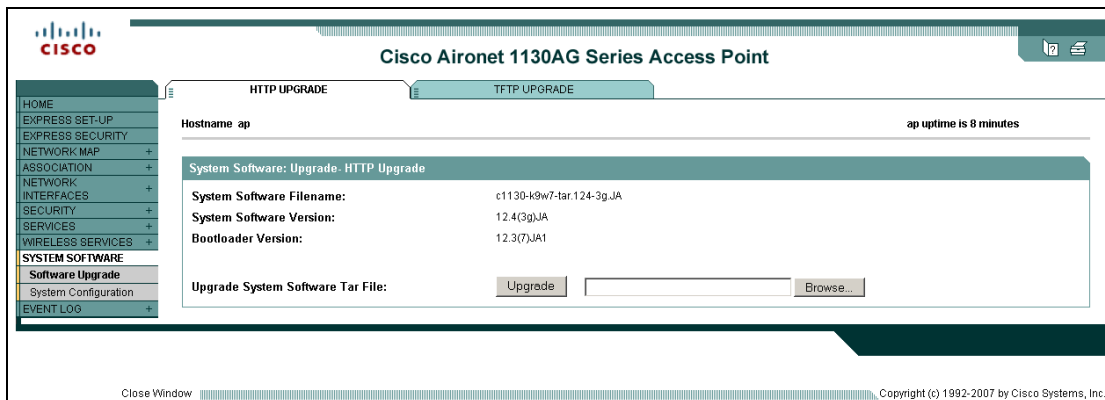 CISCO
Cisco Aironet 1130AG Series Access Point
HTTP UPGRADE
TFTP UPGRADE
HOME
EXPRESS SET-UP
EXPRESS SECURITY
NETWORK MAP +
ASSOCIATION +
NETWORK
INTERFACES +
SECURITY +
SERVICES +
WIRELESS SERVICES +
SYSTEM SOFTWARE
Software Upgrade
System Configuration
EVENT LOG +
Hostname ap
ap uptime is 8 minutes
System Software: Upgrade- HTTP Upgrade
System Software Filename: c1130-k9w7-tar.124-3g.JA
System Software Version: 12.4(3g)JA
Bootloader Version: 12.3(7)JA1
Upgrade System Software Tar File: Upgrade Browse...
Close Window
Copyright (c) 1992-2007 by Cisco Systems, Inc.